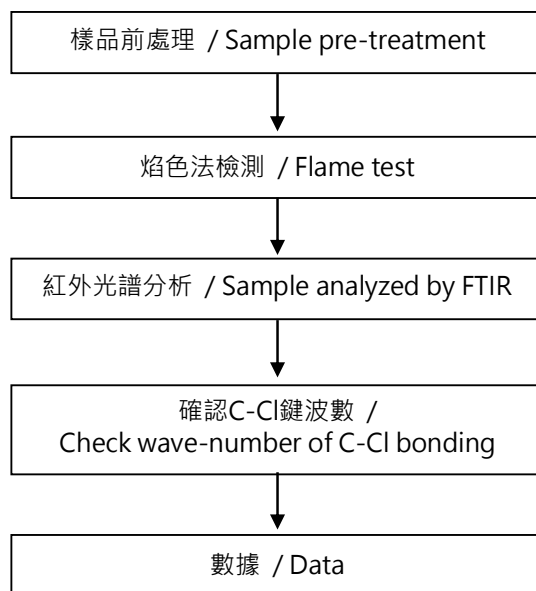 樣品前處理 / Sample pre-treatment
焰色法檢測 / Flame test
紅外光譜分析 / Sample analyzed by FTIR
確認C-Cl鍵波數 /
Check wave-number of C-Cl bonding
數據 / Data